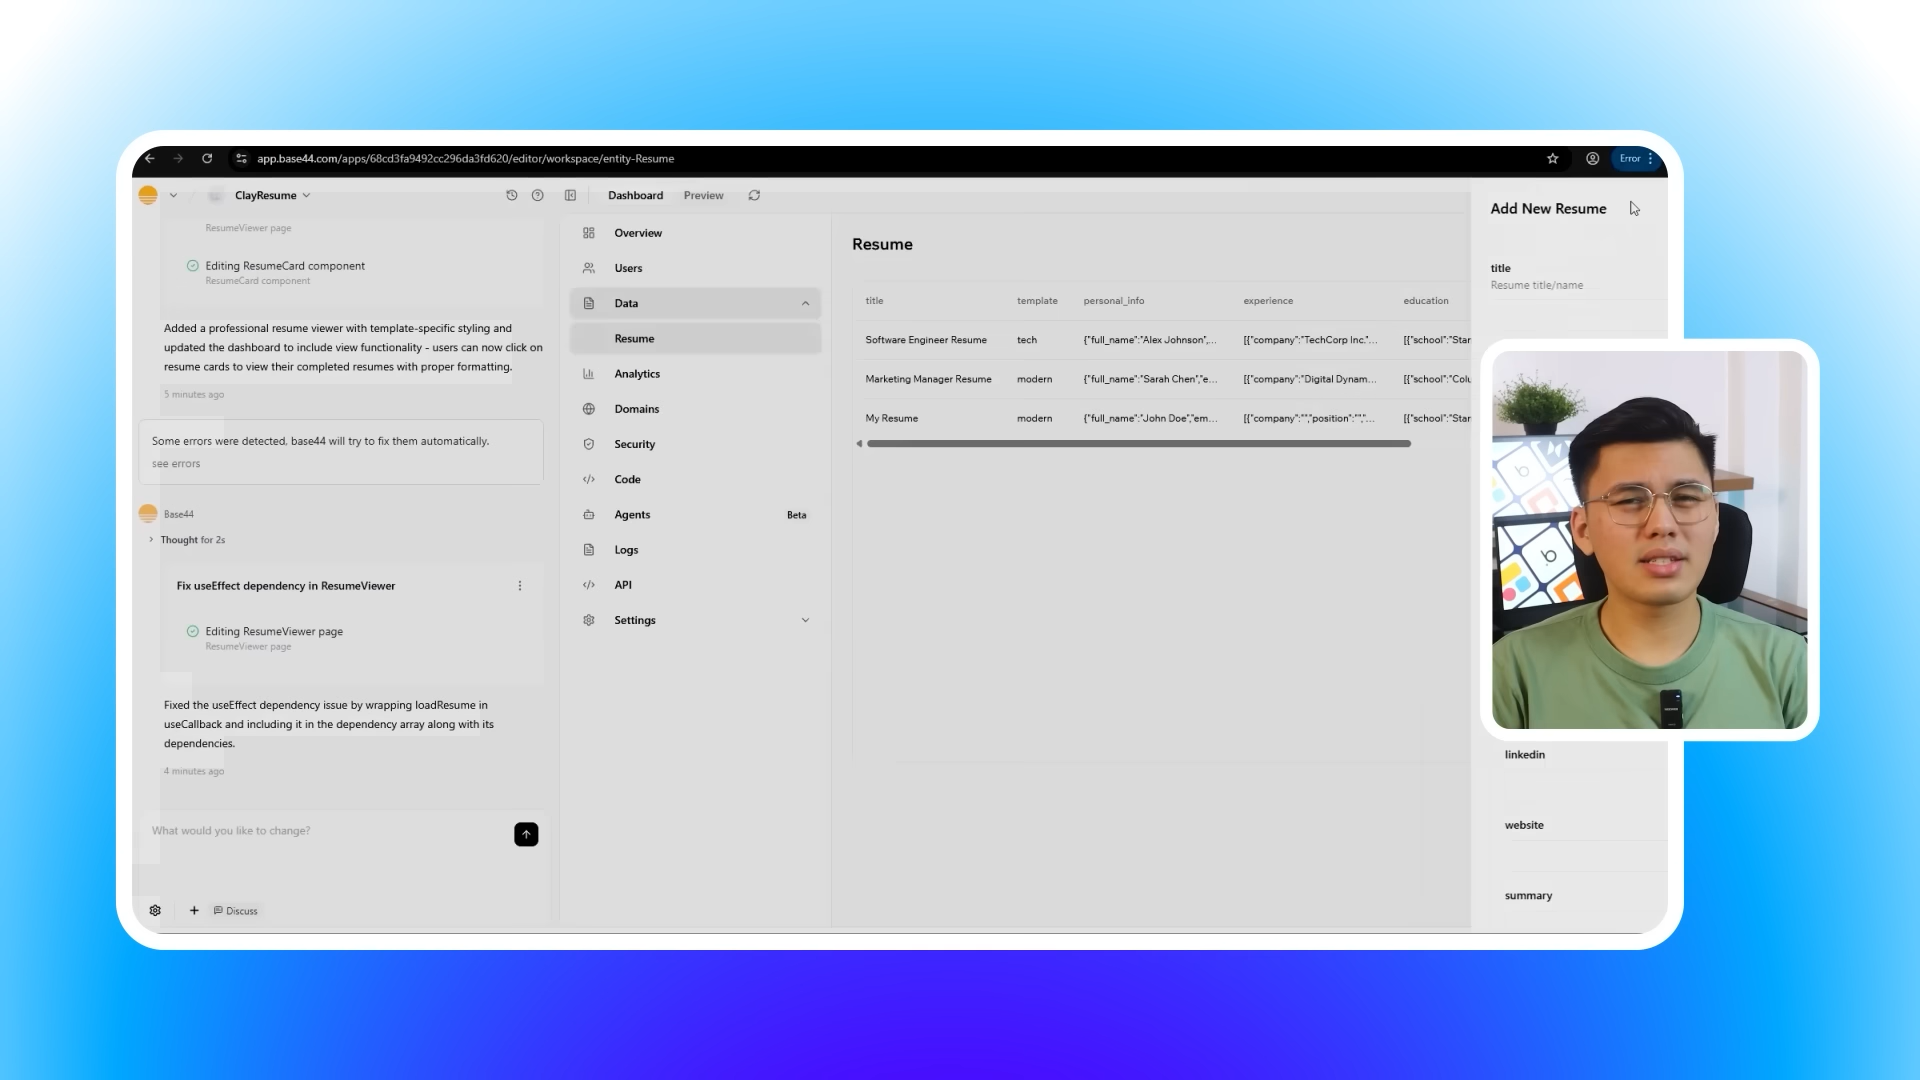 app.base44.com/apps/68cd3fa9492cc296da3fd620/editor/workspace/entity-Resume
Error
ClayResume
Dashboard
Preview
ResumeViewer page
Editing ResumeCard component
ResumeCard component
Added a professional resume viewer with template-specific styling and
updated the dashboard to include view functionality - users can now click on
resume cards to view their completed resumes with proper formatting.
5 minutes ago
Some errors were detected, base44 will try to fix them automatically.
see errors
Base44
Thought for 2s
Fix useEffect dependency in ResumeViewer
Editing ResumeViewer page
ResumeViewer page
Fixed the useEffect dependency issue by wrapping loadResume in
useCallback and including it in the dependency array along with its
dependencies.
4 minutes ago
What would you like to change?
Discuss
Overview
Users
Data
Resume
Analytics
Domains
Security
Code
Agents
Beta
Logs
API
Settings
Resume
title template personal_info experience education
Software Engineer Resume tech {"full_name":"Alex Johnson",... [{"company":"TechCorp Inc."... [{"school":"Star
Marketing Manager Resume modern {"full_name":"Sarah Chen","e... [{"company":"Digital Dynam... [{"school":"Colu
My Resume modern {"full_name":"John Doe","em... [{"company":"","position":"","... [{"school":"Star
Add New Resume
title
Resume title/name
linkedin
website
summary